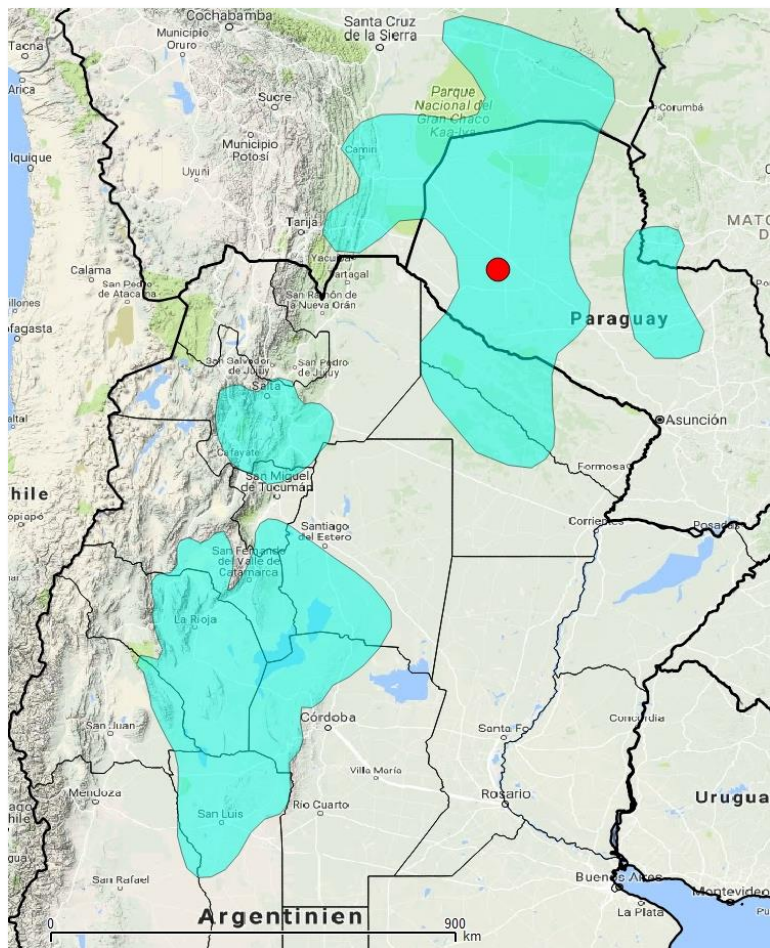 Cochabamba
Santa Cruz
de la Sierra
Tacna
Municipio
Oruro
Arica
Parque
Nacional del
Gran Chaco
Kaa-Iya
Sucre
Corumbá
Municipio
Potosí
Camiri
Iquique
Uyuni
Tarija
MATO
Yacuiba
Tartagal
Calama
San Pedro
de Atacama
San Ramón de
la Nueva Orán
ofagasta
Paraguay
San Salvador
de Jujuy
San Pedro
de Jujuy
Salta
Asunción
Cafayate
Formosa
San Miguel
de Tucumán
hile
Corrientes
Posadas
Santiago
del Estero
San Fernando
del Valle de
Catamarca
La Rioja
Córdoba
Concordia
San Juan
Santa Fe
Villa María
Mendoza
Rosario
Río Cuarto
San Luis
Urugua
San Rafael
Buenos Aires
La Plata
Montevideo
Argentinien
0
900
km